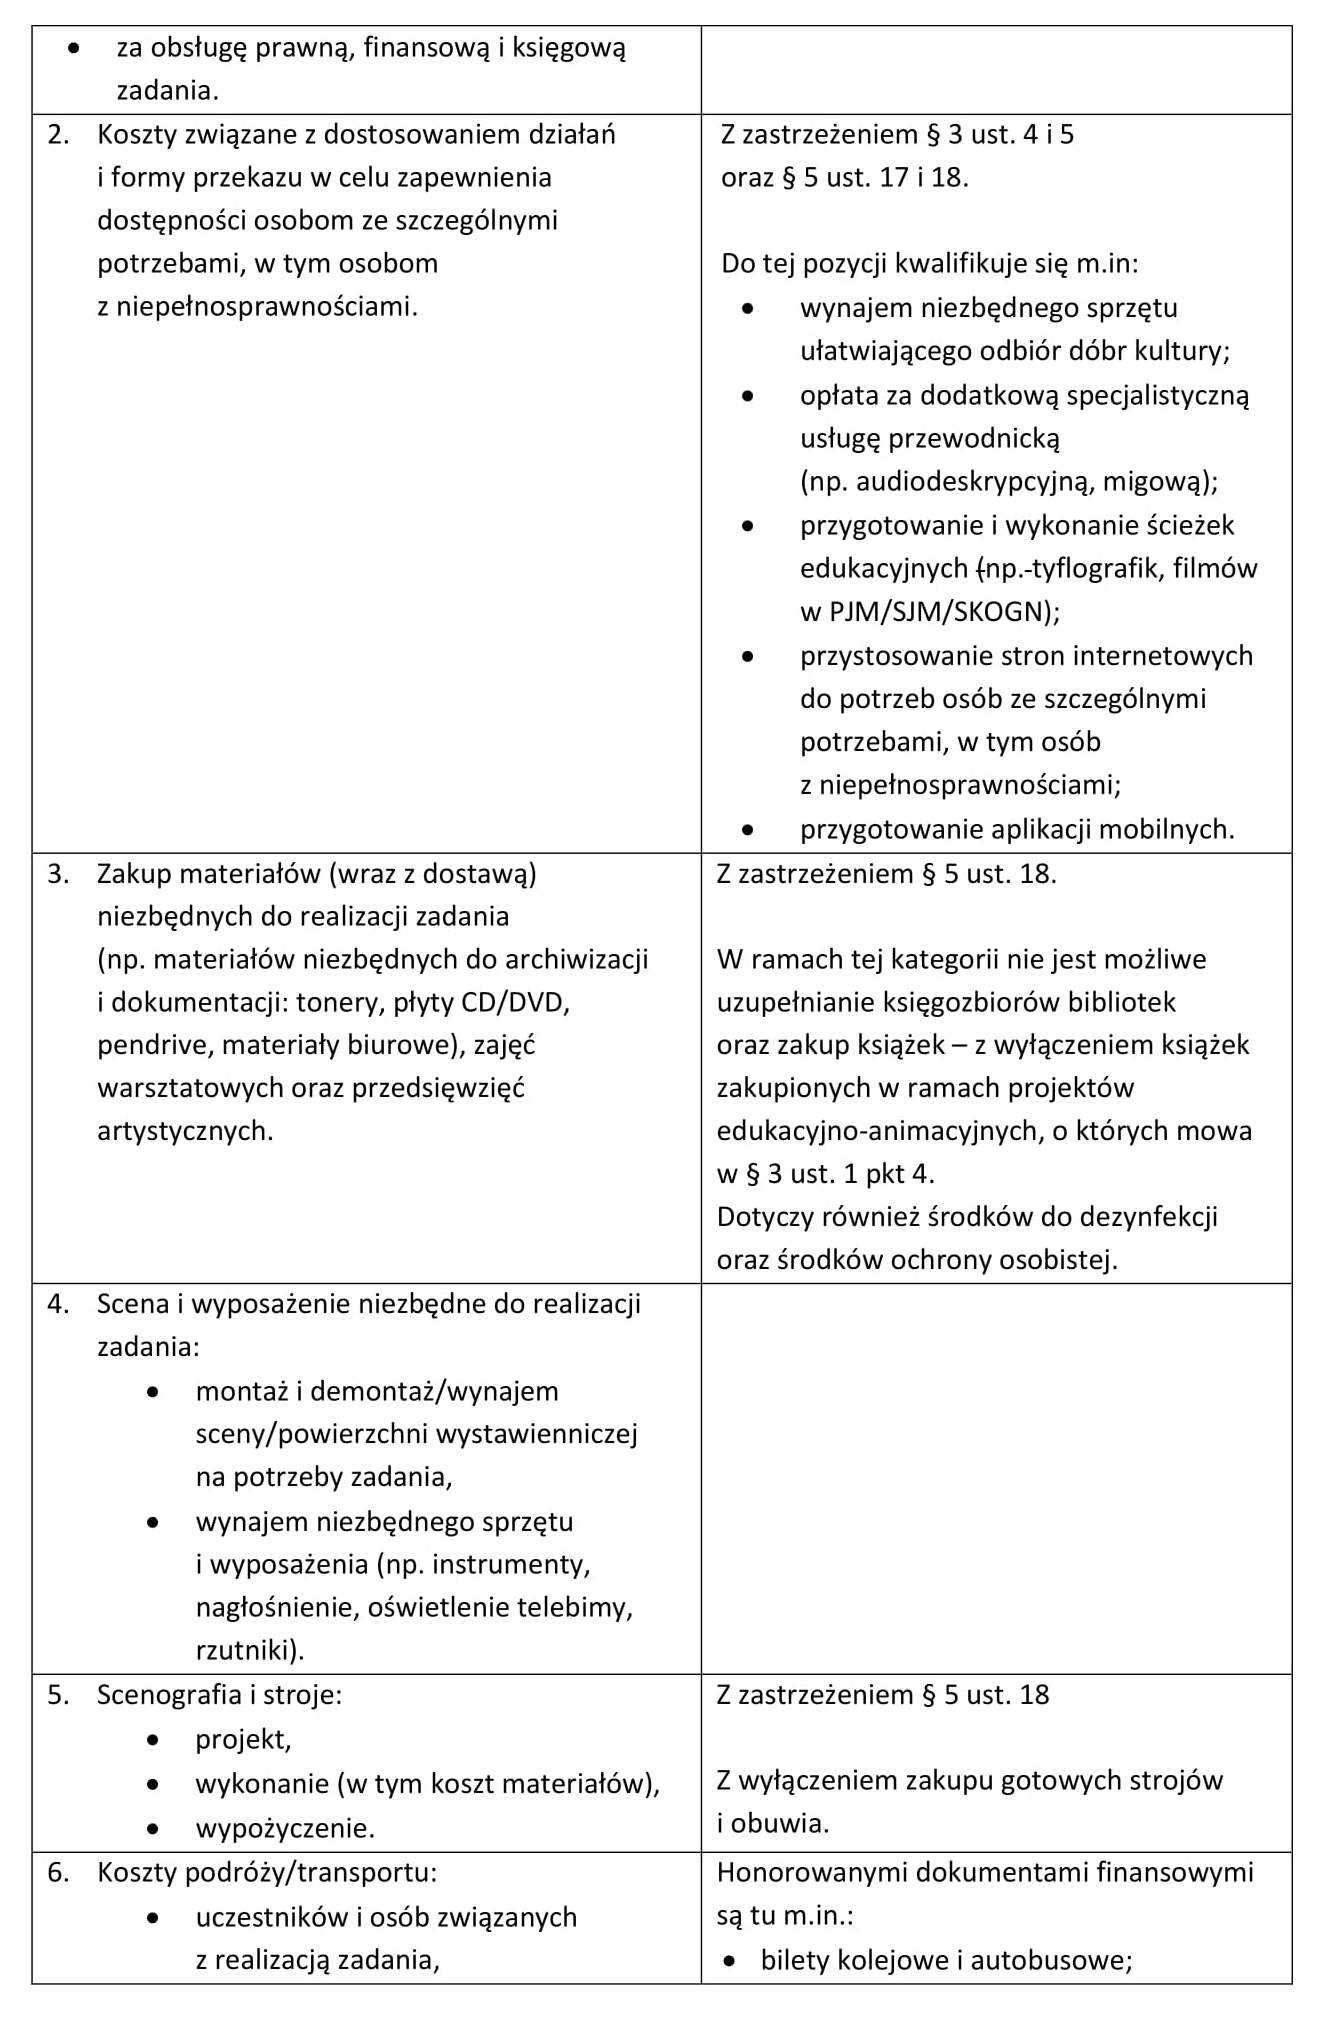 • za obsługę prawną, finansową i księgową
zadania.
2. Koszty związane z dostosowaniem działań
i formy przekazu w celu zapewnienia
dostępności osobom ze szczególnymi
potrzebami, w tym osobom
z niepełnosprawnościami.
Z zastrzeżeniem § 3 ust. 4 i 5
oraz § 5 ust. 17 i 18.
Do tej pozycji kwalifikuje się m.in:
• wynajem niezbędnego sprzętu
ułatwiającego odbiór dóbr kultury;
• opłata za dodatkową specjalistyczną
usługę przewodnicką
(np. audiodeskrypcyjną, migową);
• przygotowanie i wykonanie ścieżek
edukacyjnych (np.-tyflografik, filmów
w PJM/SJM/SKOGN);
• przystosowanie stron internetowych
do potrzeb osób ze szczególnymi
potrzebami, w tym osób
z niepełnosprawnościami;
• przygotowanie aplikacji mobilnych.
3. Zakup materiałów (wraz z dostawą)
niezbędnych do realizacji zadania
(np. materiałów niezbędnych do archiwizacji
i dokumentacji: tonery, płyty CD/DVD,
pendrive, materiały biurowe), zajęć
warsztatowych oraz przedsięwzięć
artystycznych.
Z zastrzeżeniem § 5 ust. 18.
W ramach tej kategorii nie jest możliwe
uzupełnianie księgozbiorów bibliotek
oraz zakup książek – z wyłączeniem książek
zakupionych w ramach projektów
edukacyjno-animacyjnych, o których mowa
w § 3 ust. 1 pkt 4.
Dotyczy również środków do dezynfekcji
oraz środków ochrony osobistej.
4. Scena i wyposażenie niezbędne do realizacji
zadania:
• montaż i demontaż/wynajem
sceny/powierzchni wystawienniczej
na potrzeby zadania,
• wynajem niezbędnego sprzętu
i wyposażenia (np. instrumenty,
nagłośnienie, oświetlenie telebimy,
rzutniki).
5. Scenografia i stroje:
• projekt,
• wykonanie (w tym koszt materiałów),
• wypożyczenie.
Z zastrzeżeniem § 5 ust. 18
Z wyłączeniem zakupu gotowych strojów
i obuwia.
6. Koszty podróży/transportu:
• uczestników i osób związanych
z realizacją zadania,
Honorowanymi dokumentami finansowymi
są tu m.in.:
• bilety kolejowe i autobusowe;